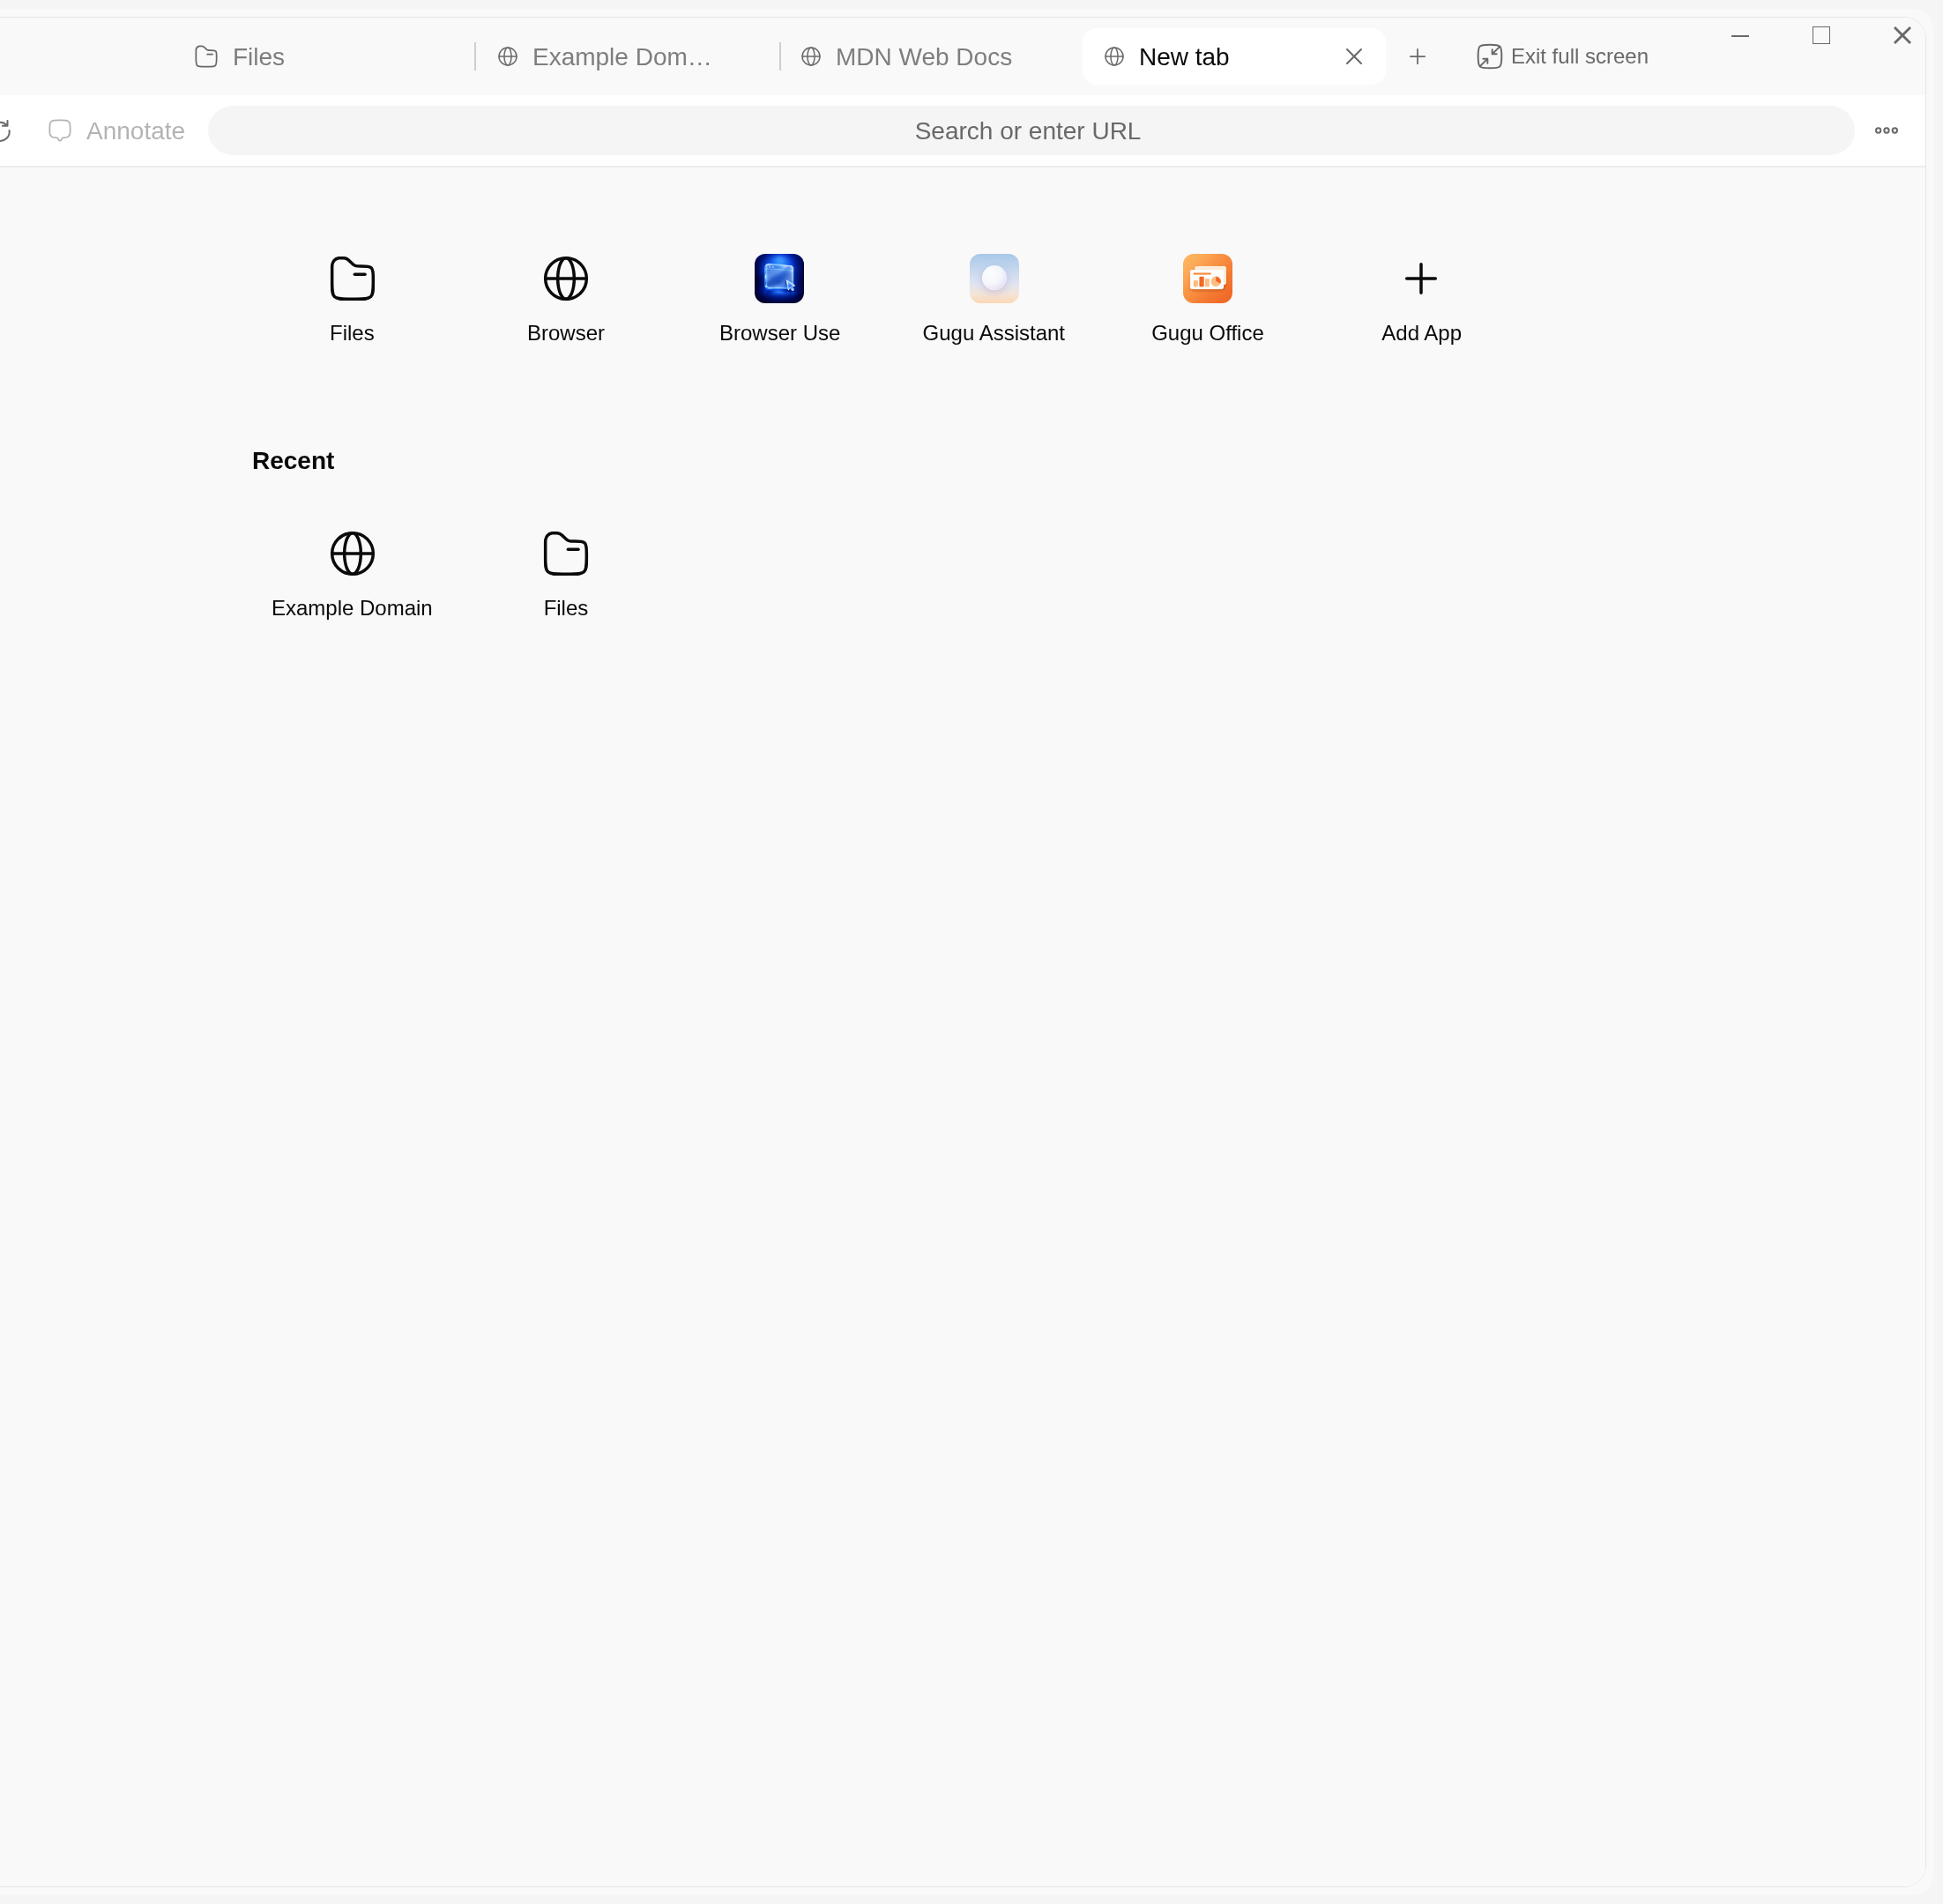 Files
Example Dom…
MDN Web Docs
New tab
Exit full screen
Annotate
Search or enter URL
Files
Browser
Browser Use
Gugu Assistant
Gugu Office
Add App
Recent
Example Domain
Files